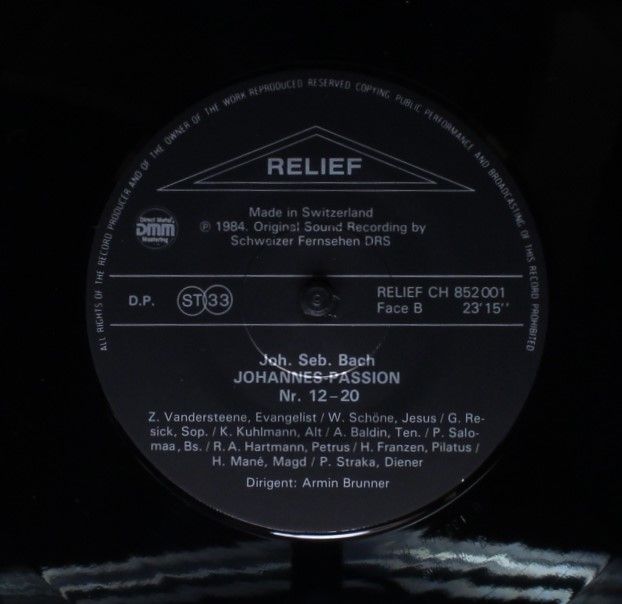 ALL RIGHTS OF THE RECORD PRODUCER AND OF THE OWNER OF THE WORK REPRODUCED RESERVED COPYING, PUBLIC PERFORMANCE AND BROADCASTING OF THIS RECORD PROHIBITED
RELIEF
Made in Switzerland
℗ 1984. Original Sound Recording by
Schweizer Fernsehen DRS
Direct Metal
DMM
Mastering
D.P.
ST 33
RELIEF CH 852 001
Face B 23'15''
Joh. Seb. Bach
JOHANNES-PASSION
Nr. 12–20
Z. Vandersteene, Evangelist / W. Schöne, Jesus / G. Re-
sick, Sop. / K. Kuhlmann, Alt / A. Baldin, Ten. / P. Salo-
maa, Bs. / R.A. Hartmann, Petrus / H. Franzen, Pilatus /
H. Mané, Magd / P. Straka, Diener
Dirigent: Armin Brunner